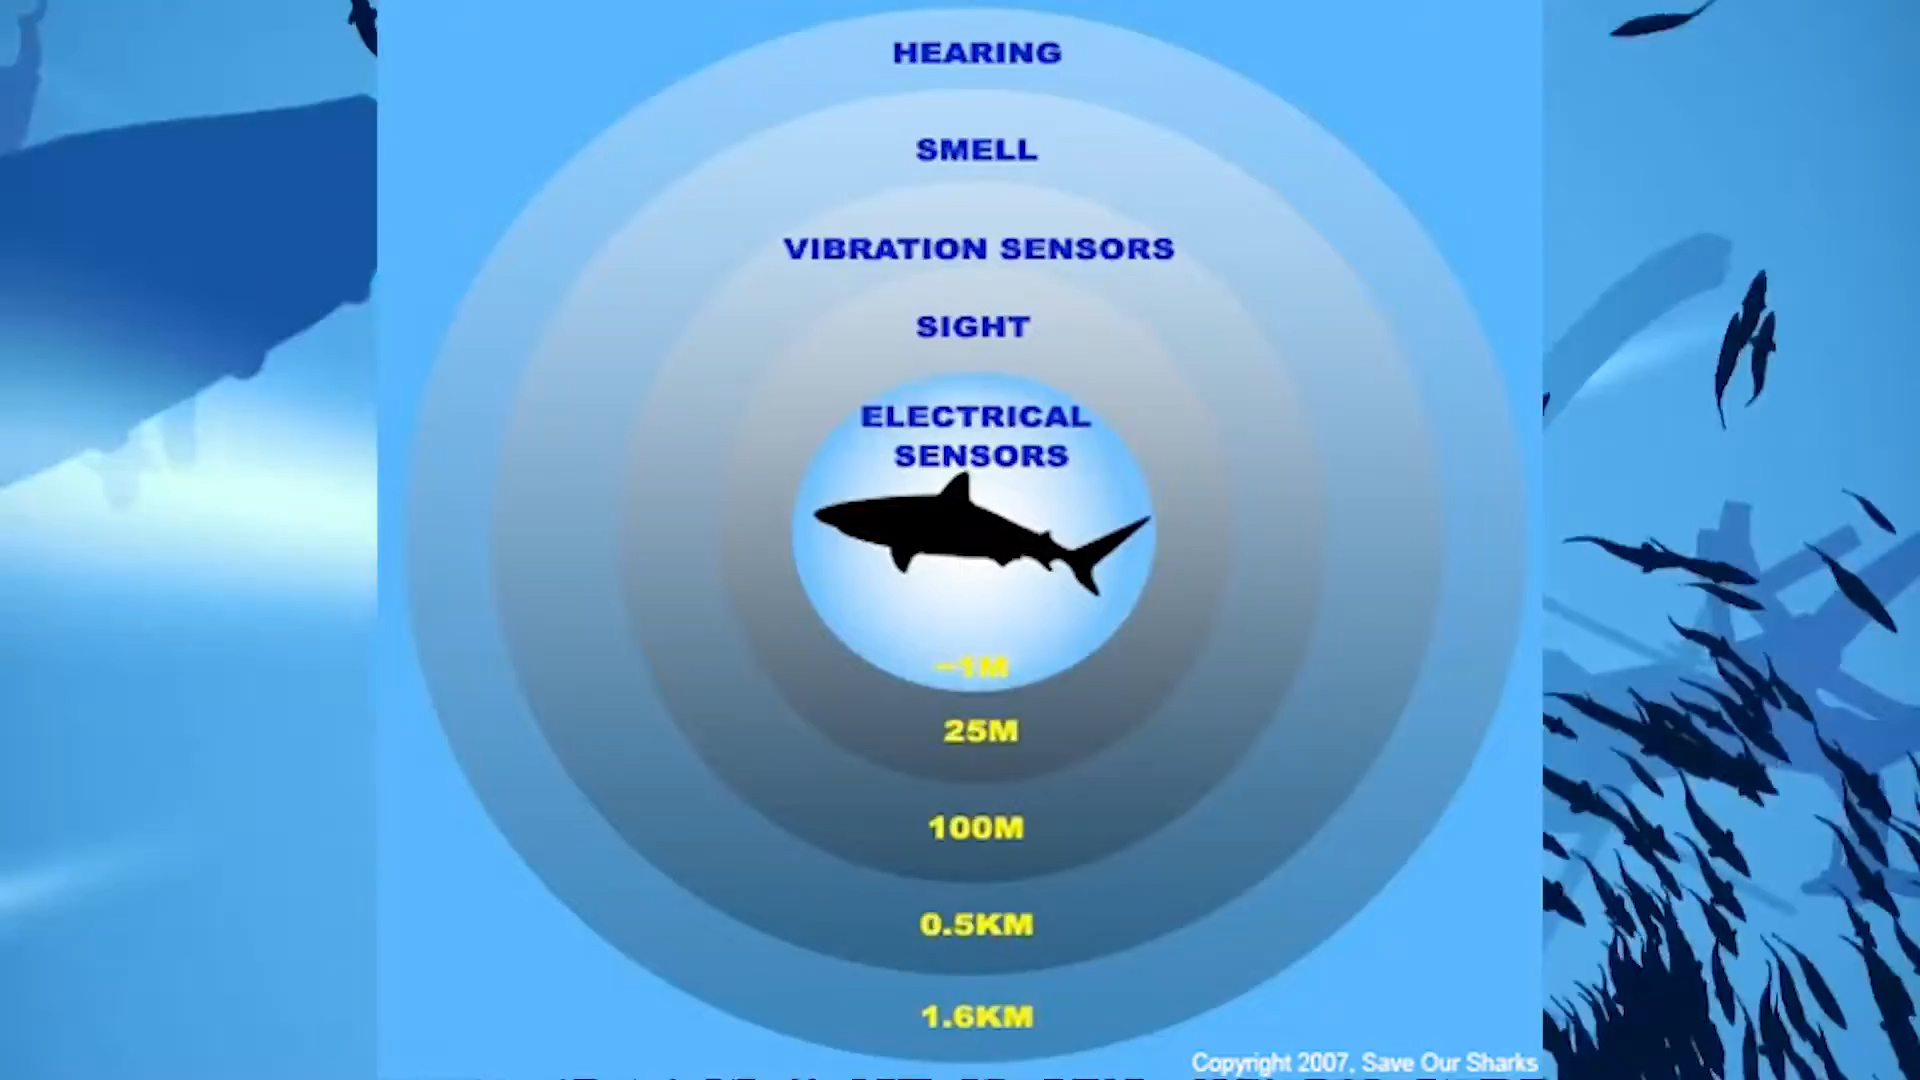 HEARING
SMELL
VIBRATION SENSORS
SIGHT
ELECTRICAL
SENSORS
~1M
25M
100M
0.5KM
1.6KM
Copyright 2007, Save Our Sharks